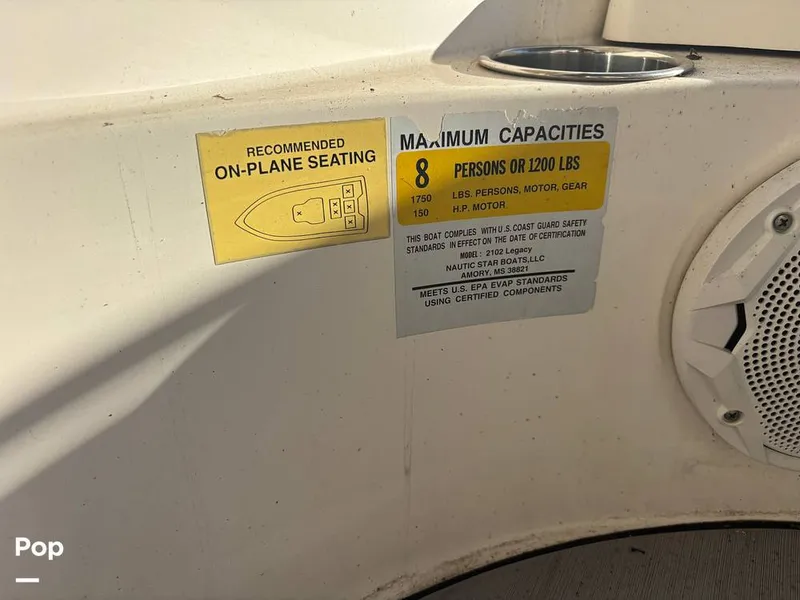 RECOMMENDED
ON-PLANE SEATING
MAXIMUM CAPACITIES
8 PERSONS OR 1200 LBS
1750 LBS. PERSONS, MOTOR, GEAR
150 H.P. MOTOR
THIS BOAT COMPLIES WITH U.S. COAST GUARD SAFETY
STANDARDS IN EFFECT ON THE DATE OF CERTIFICATION
MODEL: 2102 Legacy
NAUTIC STAR BOATS,LLC
AMORY, MS 38821
MEETS U.S. EPA EVAP STANDARDS
USING CERTIFIED COMPONENTS
Pop